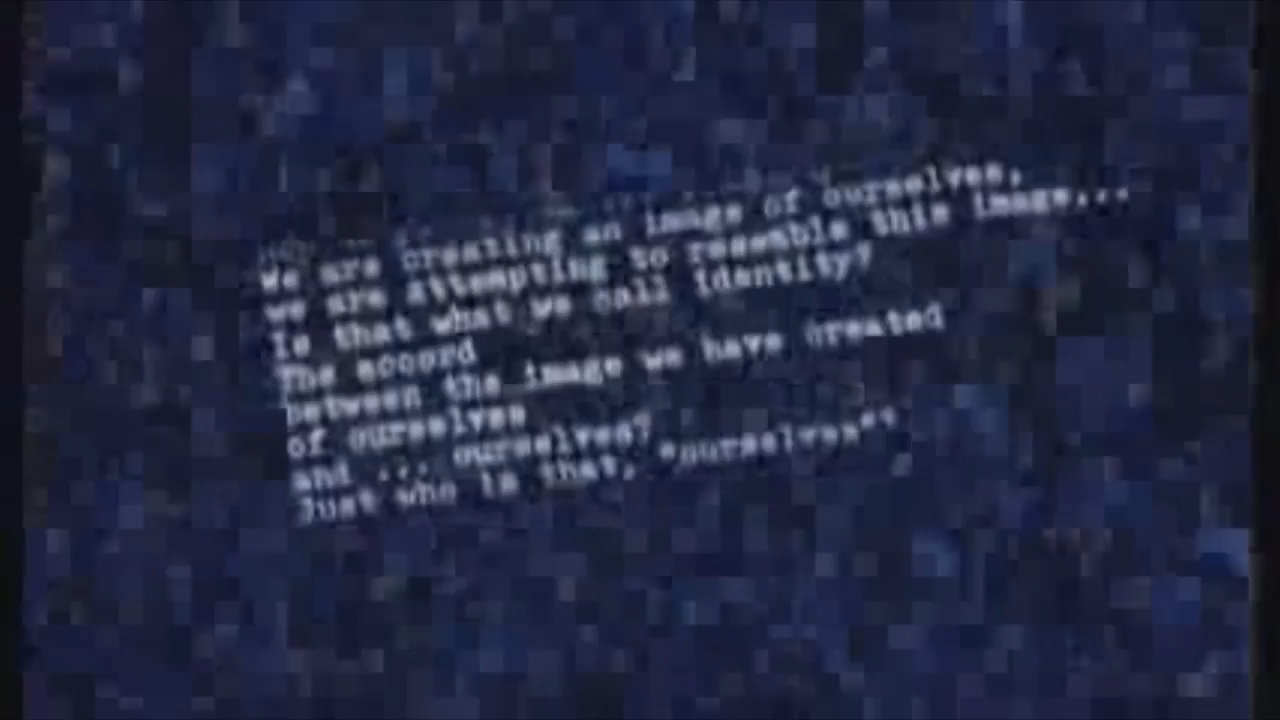 We are creating an image of ourselves,
we are attempting to resemble this image...
Is that what we call identity?
The accord
between the image we have created
of ourselves
and ... ourselves?
Just who is that, "ourselves"?